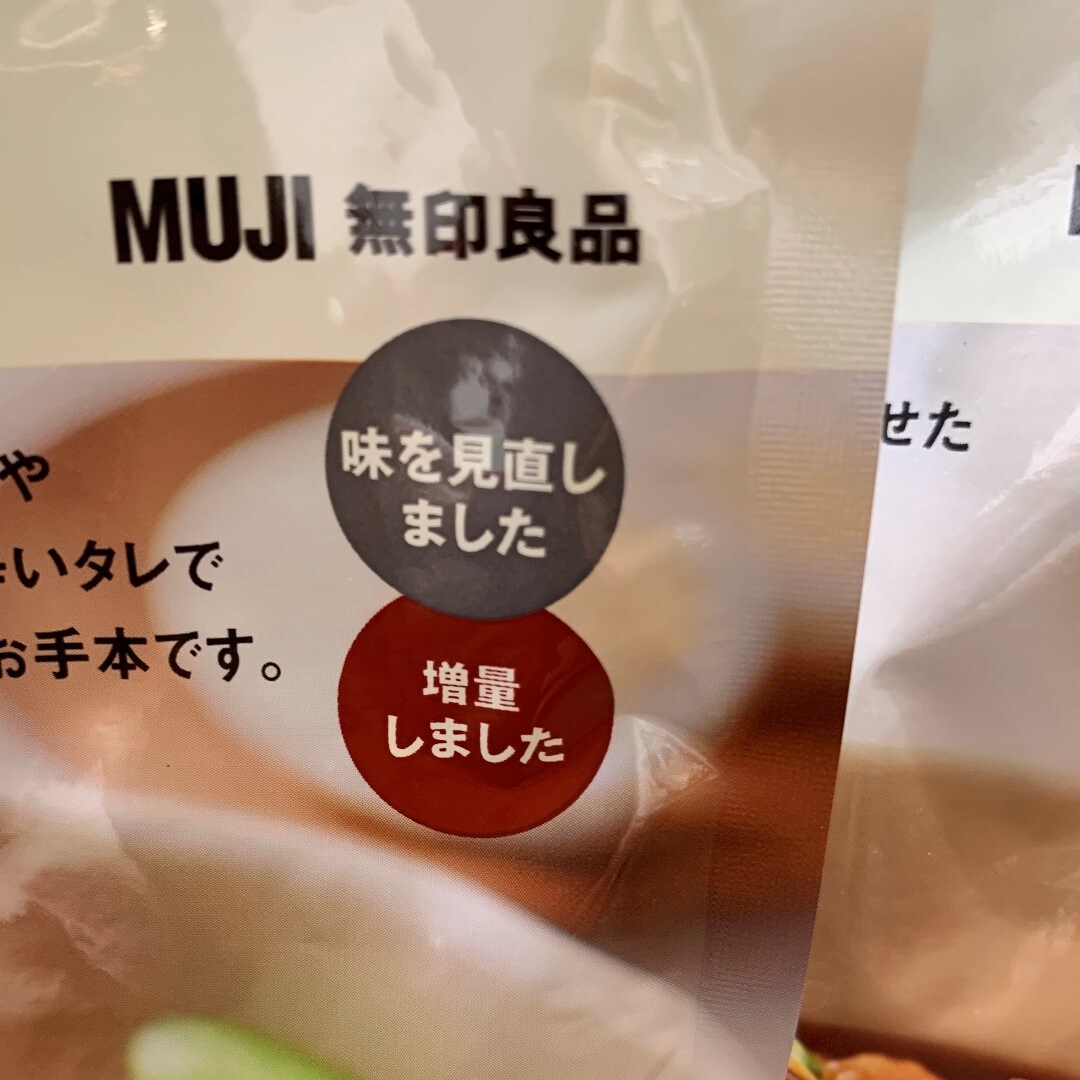 MUJI 無印良品
味を見直し
ました
増量
しました
や
いタレで
お手本です。
せた